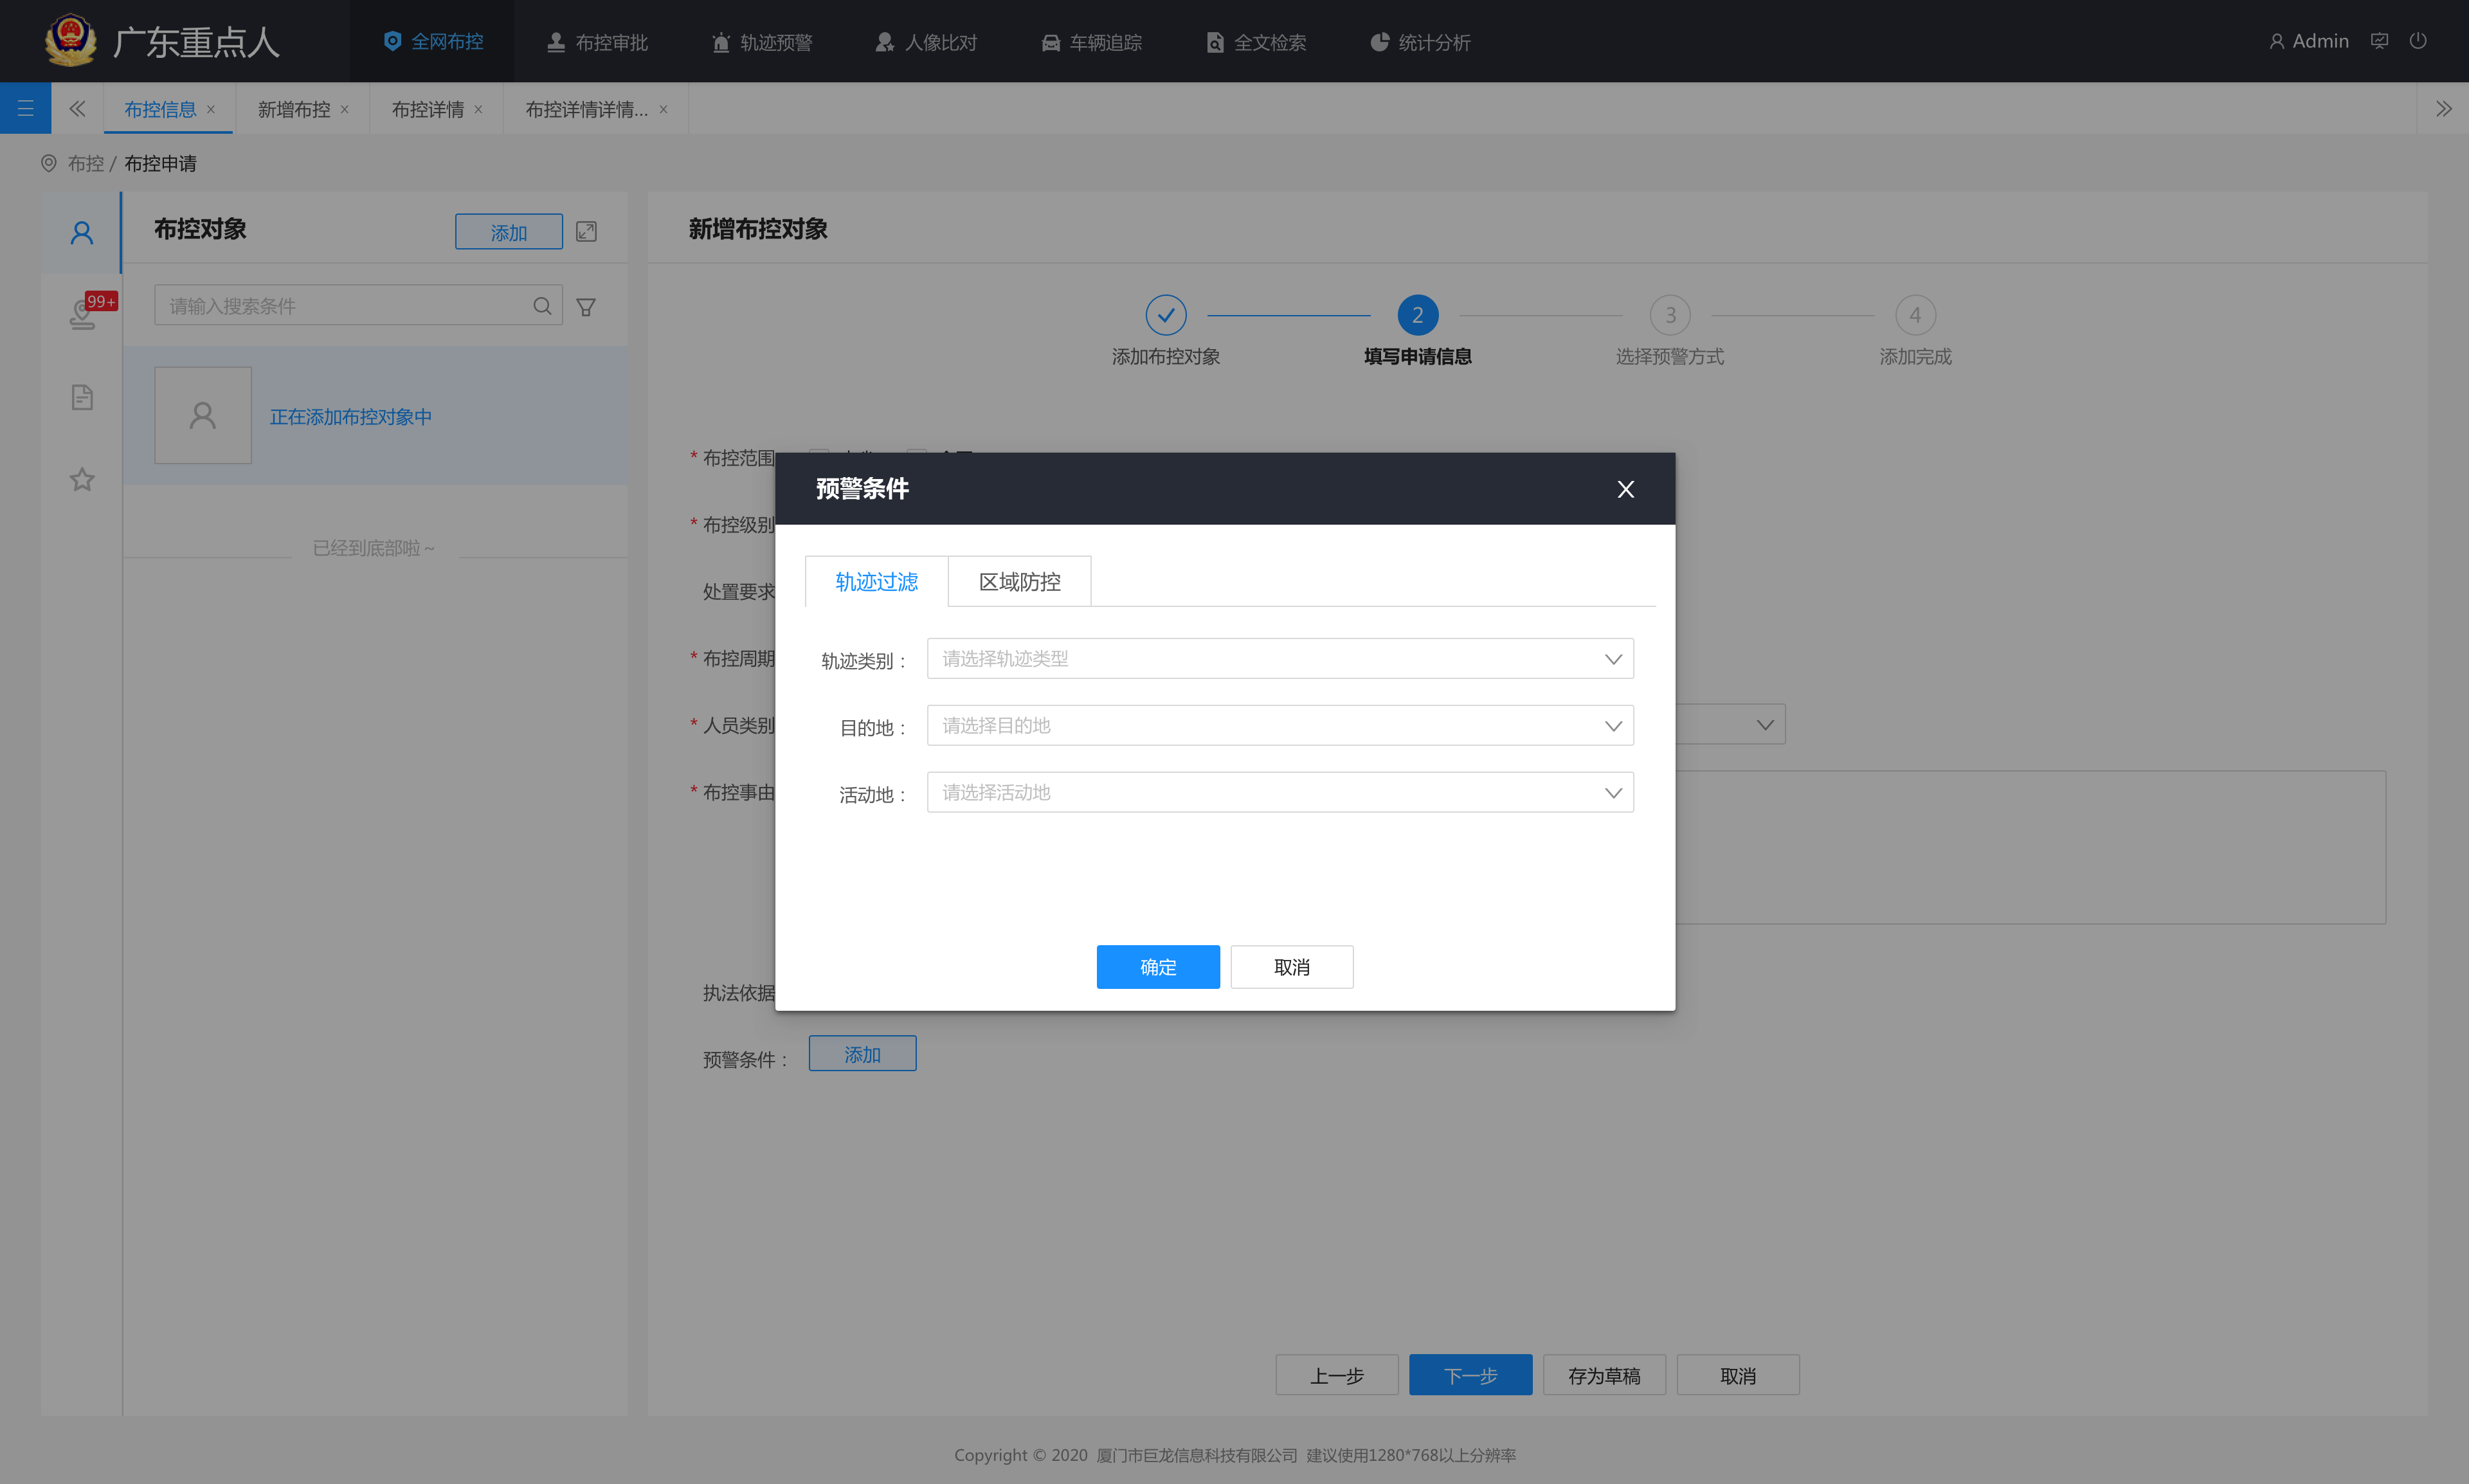 广东重点人
全网布控
布控审批
轨迹预警
人像比对
车辆追踪
全文检索
统计分析
Admin
布控信息
新增布控
布控详情
布控详情详情...
布控 / 布控申请
布控对象
添加
99+
请输入搜索条件
正在添加布控对象中
已经到底部啦 ~
新增布控对象
添加布控对象
2
填写申请信息
3
选择预警方式
4
添加完成
* 布控范围
* 布控级别
处置要求
* 布控周期
* 人员类别
* 布控事由
执法依据
预警条件：
添加
预警条件
轨迹过滤
区域防控
轨迹类别：
请选择轨迹类型
目的地：
请选择目的地
活动地：
请选择活动地
确定
取消
上一步
下一步
存为草稿
取消
Copyright © 2020 厦门市巨龙信息科技有限公司 建议使用1280*768以上分辨率